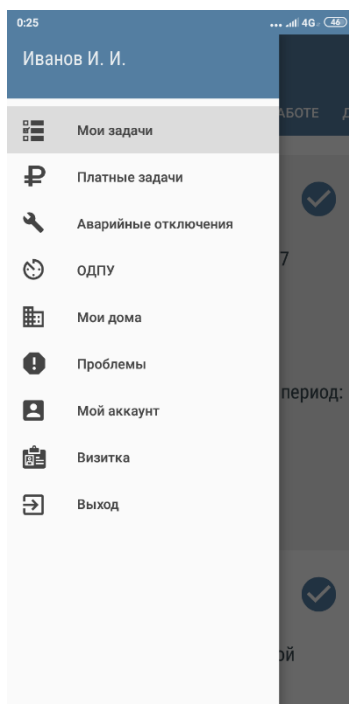 0:25
4G 46
Иванов И. И.
АБОТЕ
Мои задачи
Платные задачи
Аварийные отключения
7
ОДПУ
Мои дома
Проблемы
период:
Мой аккаунт
Визитка
Выход
ой